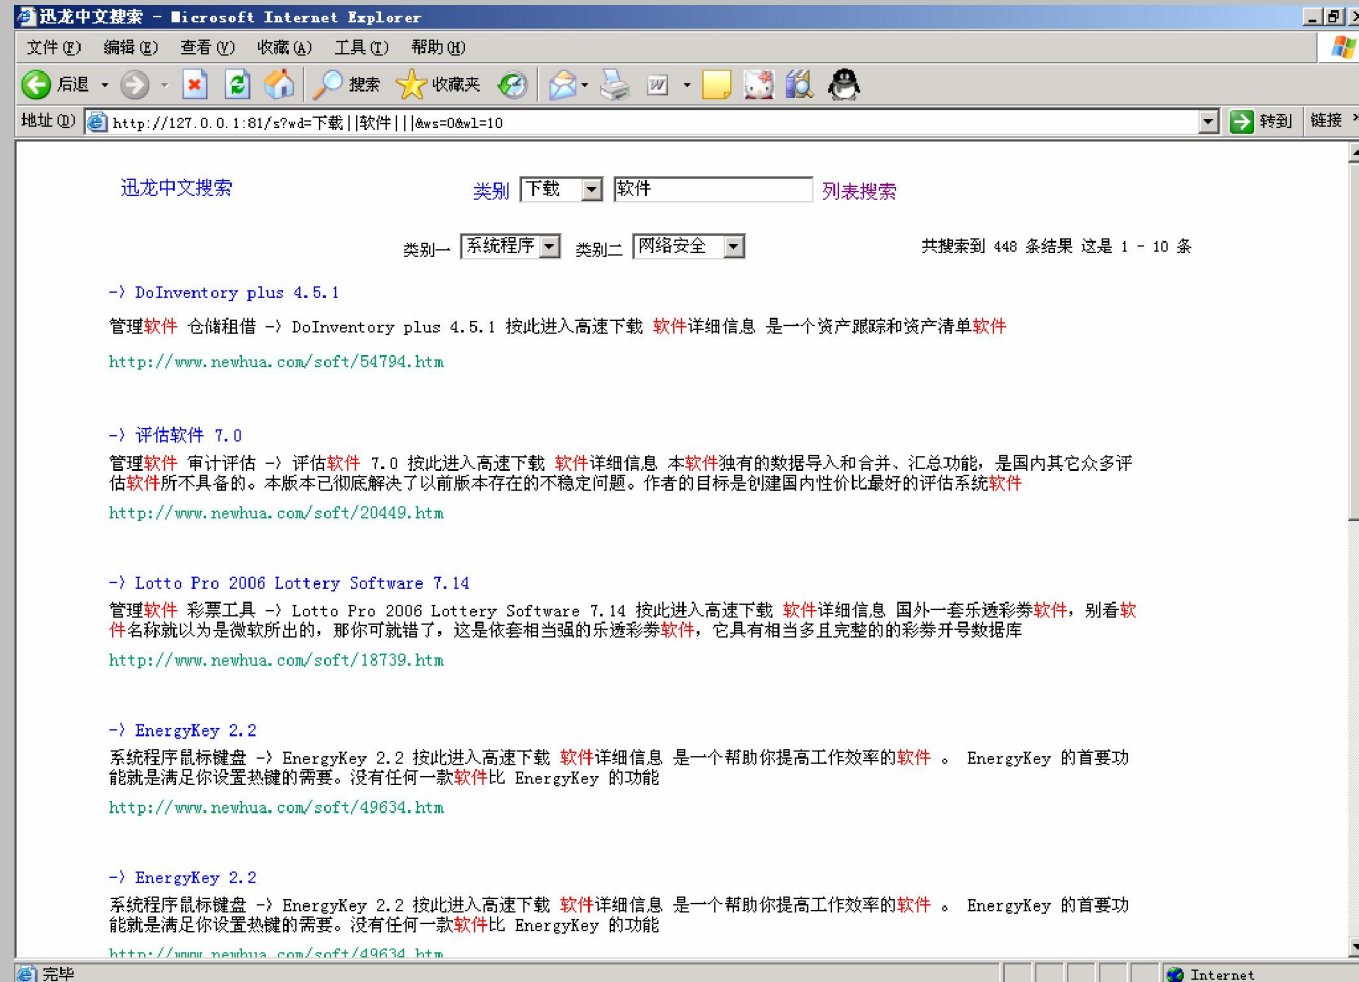 迅龙中文搜索 - Microsoft Internet Explorer
文件(F) 编辑(E) 查看(V) 收藏(A) 工具(T) 帮助(H)
后退 搜索 收藏夹
地址(D) http://127.0.0.1:81/s?wd=下载||软件|||&ws=0&wl=10 转到 链接
迅龙中文搜索 类别 下载 软件 列表搜索
类别一 系统程序 类别二 网络安全 共搜索到 448 条结果 这是 1 - 10 条
-> DoInventory plus 4.5.1
管理软件 仓储租借 -> DoInventory plus 4.5.1 按此进入高速下载 软件详细信息 是一个资产跟踪和资产清单软件
http://www.newhua.com/soft/54794.htm
-> 评估软件 7.0
管理软件 审计评估 -> 评估软件 7.0 按此进入高速下载 软件详细信息 本软件独有的数据导入和合并、汇总功能，是国内其它众多评
估软件所不具备的。本版本已彻底解决了以前版本存在的不稳定问题。作者的目标是创建国内性价比最好的评估系统软件
http://www.newhua.com/soft/20449.htm
-> Lotto Pro 2006 Lottery Software 7.14
管理软件 彩票工具 -> Lotto Pro 2006 Lottery Software 7.14 按此进入高速下载 软件详细信息 国外一套乐透彩券软件，别看软
件名称就以为是微软所出的，那你可就错了，这是依套相当强的乐透彩券软件，它具有相当多且完整的的彩券开号数据库
http://www.newhua.com/soft/18739.htm
-> EnergyKey 2.2
系统程序鼠标键盘 -> EnergyKey 2.2 按此进入高速下载 软件详细信息 是一个帮助你提高工作效率的软件 。 EnergyKey 的首要功
能就是满足你设置热键的需要。没有任何一款软件比 EnergyKey 的功能
http://www.newhua.com/soft/49634.htm
-> EnergyKey 2.2
系统程序鼠标键盘 -> EnergyKey 2.2 按此进入高速下载 软件详细信息 是一个帮助你提高工作效率的软件 。 EnergyKey 的首要功
能就是满足你设置热键的需要。没有任何一款软件比 EnergyKey 的功能
http://www.newhua.com/soft/49634.htm
完毕 Internet